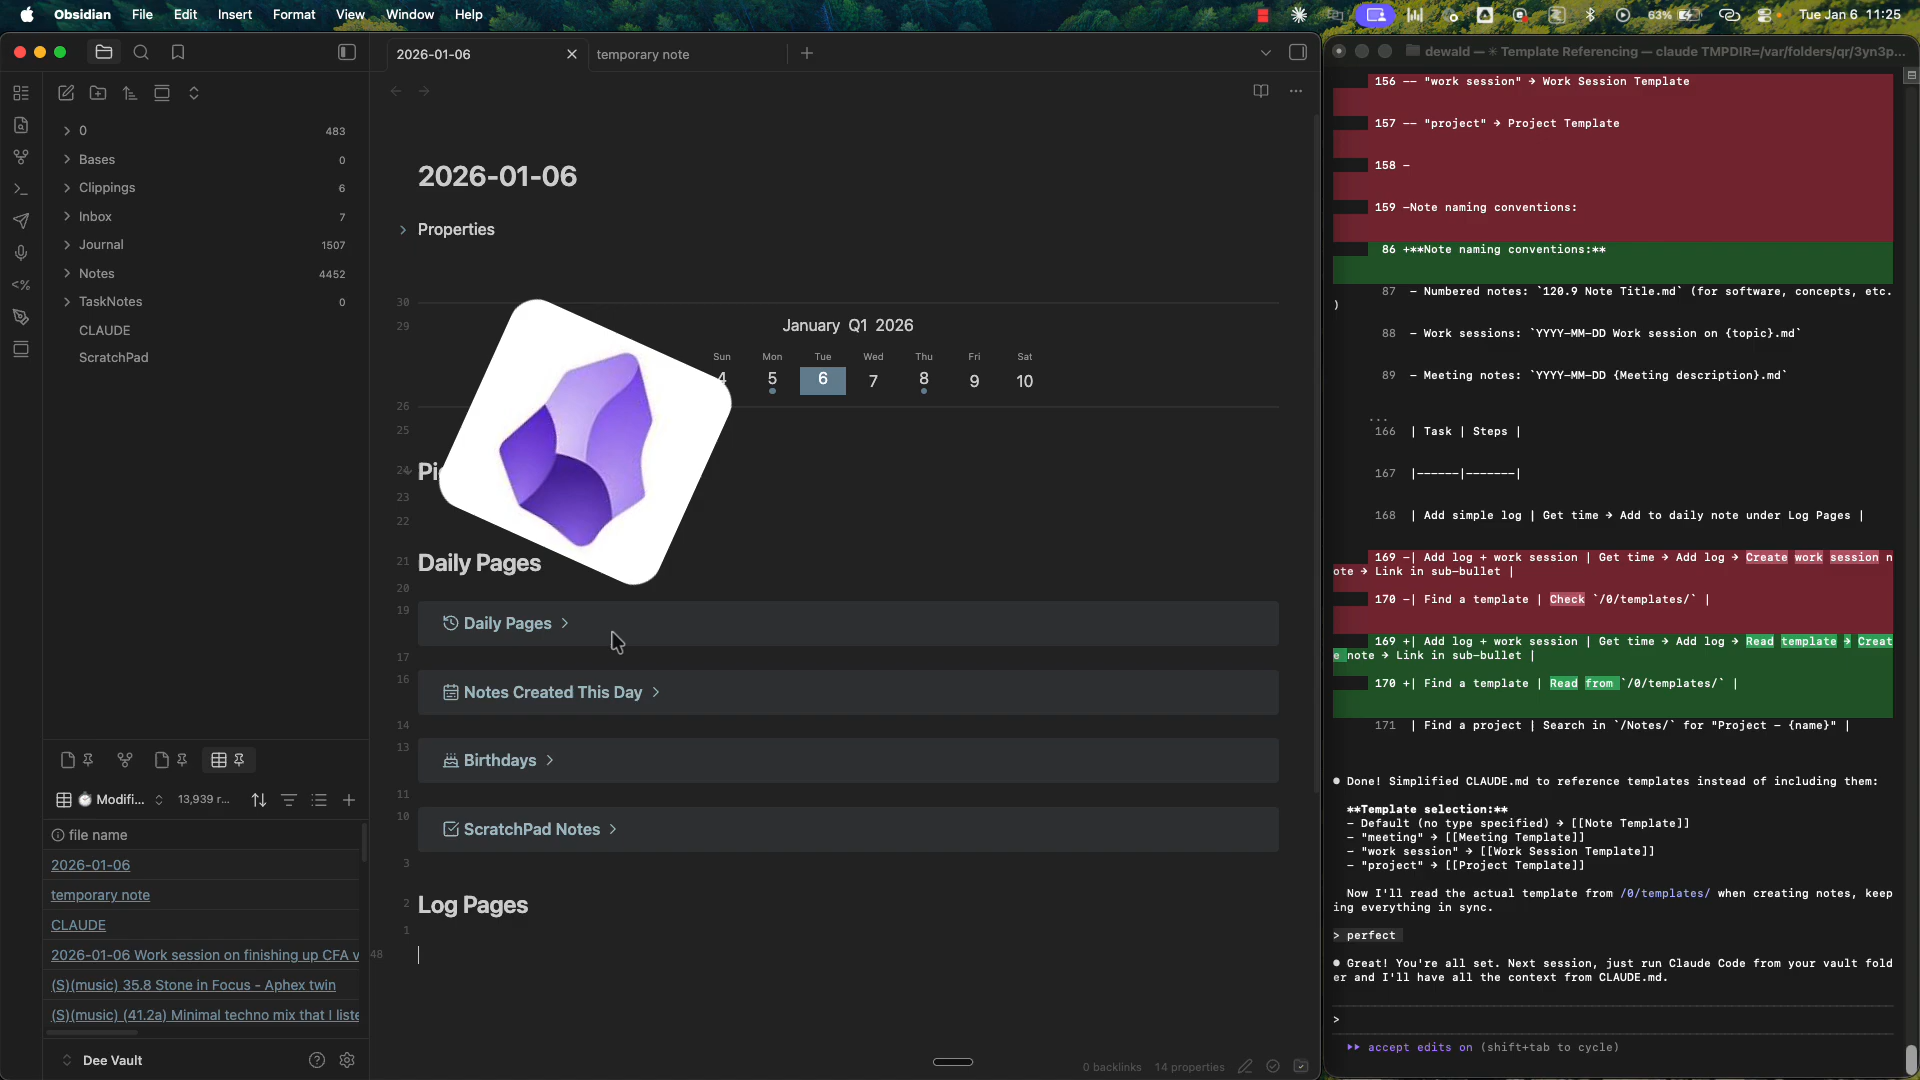 Obsidian File Edit Insert Format View Window Help
63% Tue Jan 6 11:25
2026-01-06
temporary note
dewald — ✳ Template Referencing — claude TMPDIR=/var/folders/qr/3yn3p...
0 483
Bases 0
Clippings 6
Inbox 7
Journal 1507
Notes 4452
TaskNotes 0
CLAUDE
ScratchPad
Modifi... 13,939 r...
file name
2026-01-06
temporary note
CLAUDE
2026-01-06 Work session on finishing up CFA v
(S)(music) 35.8 Stone in Focus - Aphex twin
(S)(music) (41.2a) Minimal techno mix that I liste
Dee Vault
2026-01-06
Properties
30
29 January Q1 2026
Sun Mon Tue Wed Thu Fri Sat
4 5 6 7 8 9 10
26
25
24 Pi
23
22
21 Daily Pages
20
19 Daily Pages
17
16 Notes Created This Day
14
13 Birthdays
11
10 ScratchPad Notes
3
2 Log Pages
1
48
0 backlinks 14 properties
156 -- "work session" → Work Session Template
157 -- "project" → Project Template
158 -
159 -Note naming conventions:
86 +**Note naming conventions:**
87 - Numbered notes: `120.9 Note Title.md` (for software, concepts, etc.
)
88 - Work sessions: `YYYY-MM-DD Work session on {topic}.md`
89 - Meeting notes: `YYYY-MM-DD {Meeting description}.md`
...
166 | Task | Steps |
167 |------|-------|
168 | Add simple log | Get time → Add to daily note under Log Pages |
169 -| Add log + work session | Get time → Add log → Create work session n
ote → Link in sub-bullet |
170 -| Find a template | Check `/0/templates/` |
169 +| Add log + work session | Get time → Add log → Read template → Creat
e note → Link in sub-bullet |
170 +| Find a template | Read from `/0/templates/` |
171 | Find a project | Search in `/Notes/` for "Project - {name}" |
Done! Simplified CLAUDE.md to reference templates instead of including them:
**Template selection:**
- Default (no type specified) → [[Note Template]]
- "meeting" → [[Meeting Template]]
- "work session" → [[Work Session Template]]
- "project" → [[Project Template]]
Now I'll read the actual template from /0/templates/ when creating notes, keep
ing everything in sync.
> perfect
Great! You're all set. Next session, just run Claude Code from your vault fold
er and I'll have all the context from CLAUDE.md.
>
accept edits on (shift+tab to cycle)